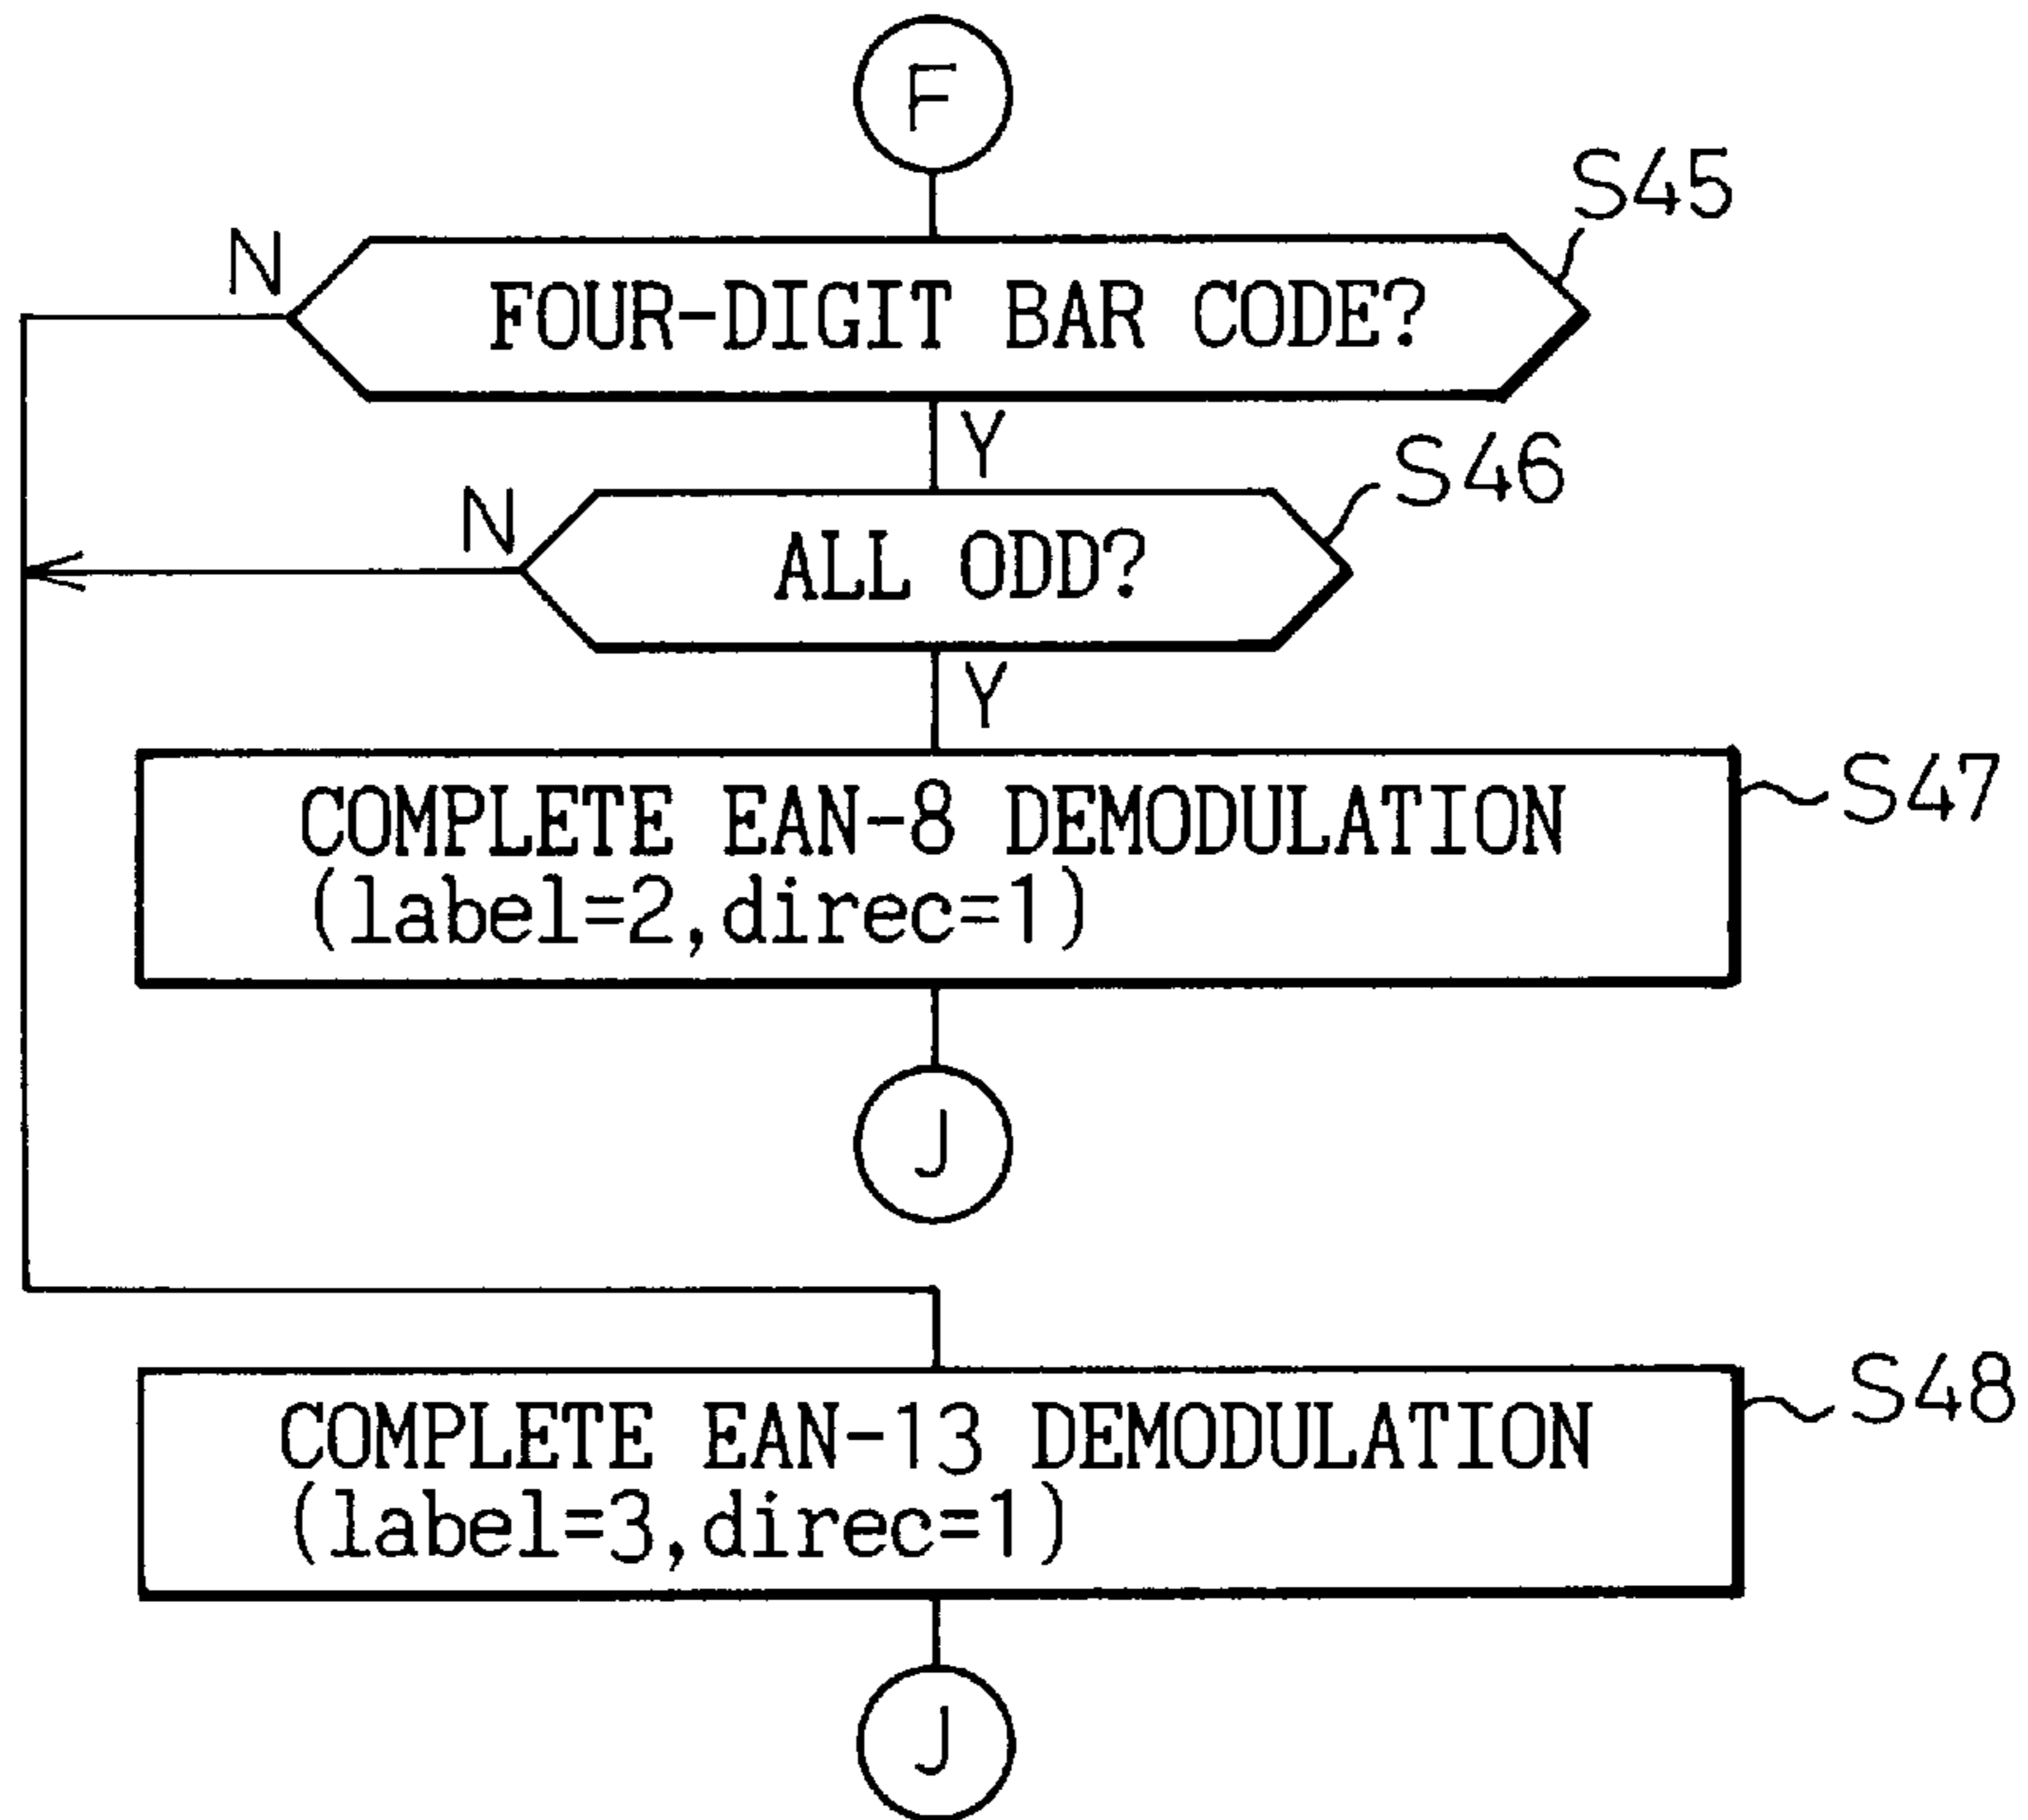 F
S45
N
FOUR-DIGIT BAR CODE?
Y
S46
N
ALL ODD?
Y
S47
COMPLETE EAN-8 DEMODULATION
(label=2,direc=1)
J
S48
COMPLETE EAN-13 DEMODULATION
(label=3,direc=1)
J